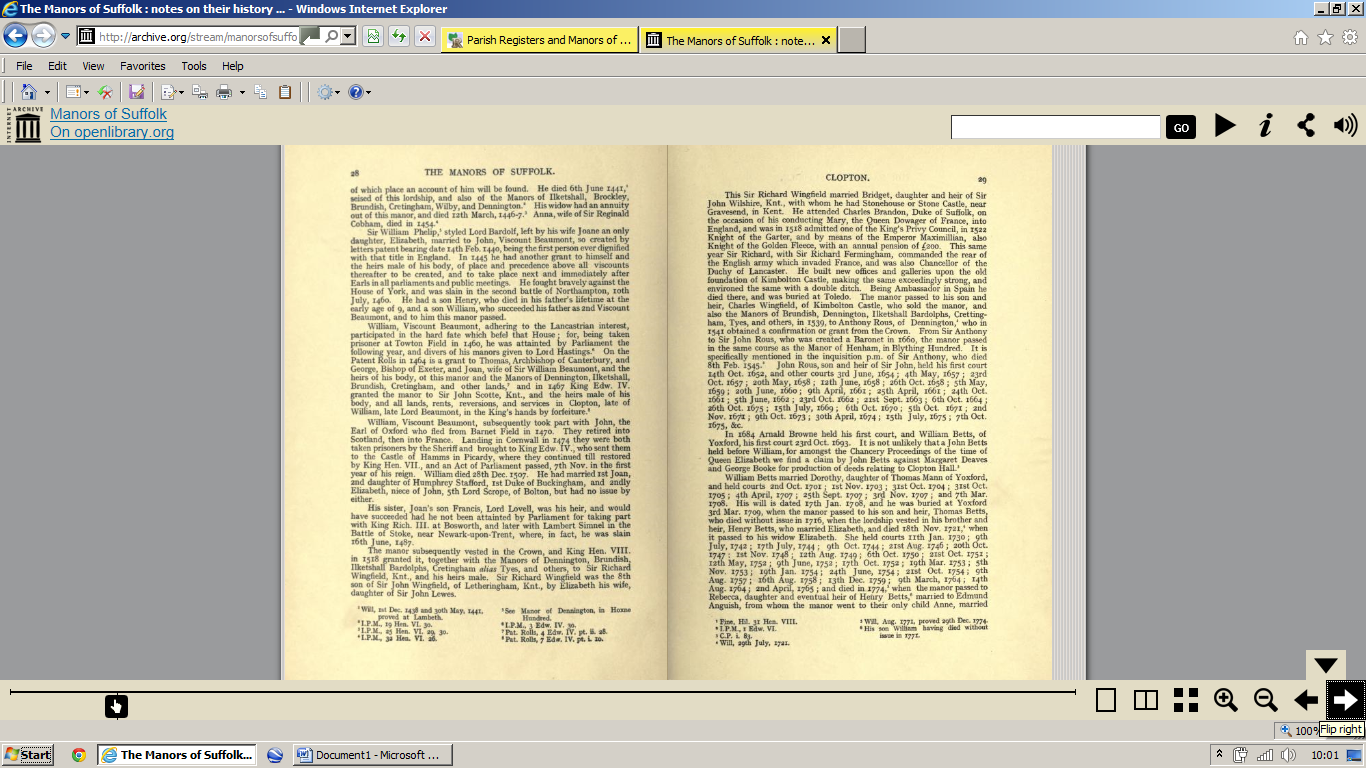 The Manors of Suffolk : notes on their history ... - Windows Internet Explorer
http://archive.org/stream/manorsofsuffo
Parish Registers and Manors of ...
The Manors of Suffolk : note...
File Edit View Favorites Tools Help
INTERNET ARCHIVE
Manors of Suffolk
On openlibrary.org
GO
28 THE MANORS OF SUFFOLK.
of which place an account of him will be found. He died 6th June 1441,
seised of this lordship, and also of the Manors of Ilketshall, Brockley,
Brundish, Cretingham, Wilby, and Dennington. His widow had an annuity
out of this manor, and died 12th March, 1446-7. Anna, wife of Sir Reginald
Cobham, died in 1454.
Sir William Phelip, styled Lord Bardolf, left by his wife Joane an only
daughter, Elizabeth, married to John, Viscount Beaumont, so created by
letters patent bearing date 14th Feb. 1440, being the first person ever dignified
with that title in England. In 1445 he had another grant to himself and
the heirs male of his body, of place and precedence above all viscounts
thereafter to be created, and to take place next and immediately after
Earls in all parliaments and public meetings. He fought bravely against the
House of York, and was slain in the second battle of Northampton, 10th
July, 1460. He had a son Henry, who died in his father's lifetime at the
early age of 9, and a son William, who succeeded his father as 2nd Viscount
Beaumont, and to him this manor passed.
William, Viscount Beaumont, adhering to the Lancastrian interest,
participated in the hard fate which befel that House ; for, being taken
prisoner at Towton Field in 1460, he was attainted by Parliament the
following year, and divers of his manors given to Lord Hastings. On the
Patent Rolls in 1464 is a grant to Thomas, Archbishop of Canterbury, and
George, Bishop of Exeter, and Joan, wife of Sir William Beaumont, and the
heirs of his body, ot this manor and the Manors of Dennington, Ilketshall,
Brundish, Cretingham, and other lands, and in 1467 King Edw. IV.
granted the manor to Sir John Scotte, Knt., and the heirs male of his
body, and all lands, rents, reversions, and services in Clopton, late of
William, late Lord Beaumont, in the King's hands by forfeiture.
William, Viscount Beaumont, subsequently took part with John, the
Earl of Oxford who fled from Barnet Field in 1470. They retired into
Scotland, then into France. Landing in Cornwall in 1474 they were both
taken prisoners by the Sheriff and brought to King Edw. IV., who sent them
to the Castle of Hamms in Picardy, where they continued till restored
by King Hen. VII., and an Act of Parliament passed, 7th Nov. in the first
year of his reign. William died 28th Dec. 1507. He had married 1st Joan,
2nd daughter of Humphrey Stafford, 1st Duke of Buckingham, and 2ndly
Elizabeth, niece of John, 5th Lord Scrope, of Bolton, but had no issue by
either.
His sister, Joan's son Francis, Lord Lovell, was his heir, and would
have succeeded had he not been attainted by Parliament for taking part
with King Rich. III. at Bosworth, and later with Lambert Simnel in the
Battle of Stoke, near Newark-upon-Trent, where, in fact, he was slain
16th June, 1487.
The manor subsequently vested in the Crown, and King Hen. VIII.
in 1518 granted it, together with the Manors of Dennington, Brundish,
Ilketshall Bardolphs, Cretingham alias Tyes, and others, to Sir Richard
Wingfield, Knt., and his heirs male. Sir Richard Wingfield was the 8th
son of Sir John Wingfield, of Letheringham, Knt., by Elizabeth his wife,
daughter of Sir John Lewes.
Will, 1st Dec. 1438 and 30th May, 1441,
proved at Lambeth.
I.P.M., 19 Hen. VI. 30.
I.P.M., 25 Hen. VI. 29, 30.
I.P.M., 32 Hen. VI. 26.
See Manor of Dennington, in Hoxne
Hundred.
I.P.M., 3 Edw. IV. 30.
Pat. Rolls, 4 Edw. IV. pt. ii. 28.
Pat. Rolls, 7 Edw. IV. pt. i. 20.
CLOPTON. 29
This Sir Richard Wingfield married Bridget, daughter and heir of Sir
John Wilshire, Knt., with whom he had Stonehouse or Stone Castle, near
Gravesend, in Kent. He attended Charles Brandon, Duke of Suffolk, on
the occasion of his conducting Mary, the Queen Dowager of France, into
England, and was in 1518 admitted one of the King's Privy Council, in 1522
Knight of the Garter, and by means of the Emperor Maximillian, also
Knight of the Golden Fleece, with an annual pension of £200. This same
year Sir Richard, with Sir Richard Fermingham, commanded the rear of
the English army which invaded France, and was also Chancellor of the
Duchy of Lancaster. He built new offices and galleries upon the old
foundation of Kimbolton Castle, making the same exceedingly strong, and
environed the same with a double ditch. Being Ambassador in Spain he
died there, and was buried at Toledo. The manor passed to his son and
heir, Charles Wingfield, of Kimbolton Castle, who sold the manor, and
also the Manors of Brundish, Dennington, Ilketshall Bardolphs, Cretting-
ham, Tyes, and others, in 1539, to Anthony Rous, of Dennington, who in
1541 obtained a confirmation or grant from the Crown. From Sir Anthony
to Sir John Rous, who was created a Baronet in 1660, the manor passed
in the same course as the Manor of Henham, in Blything Hundred. It is
specifically mentioned in the inquisition p.m. of Sir Anthony, who died
8th Feb. 1545. John Rous, son and heir of Sir John, held his first court
14th Oct. 1652, and other courts 3rd June, 1654 ; 4th May, 1657 ; 23rd
Oct. 1657 ; 20th May, 1658 ; 12th June, 1658 ; 26th Oct. 1658 ; 5th May,
1659 ; 20th June, 1660 ; 9th April, 1661 ; 25th April, 1661 ; 24th Oct.
1661 ; 5th June, 1662 ; 23rd Oct. 1662 ; 21st Sept. 1663 ; 6th Oct. 1664 ;
26th Oct. 1675 ; 15th July, 1669 ; 6th Oct. 1670 ; 5th Oct. 1671 ; 2nd
Nov. 1671 ; 9th Oct. 1673 ; 30th April, 1674 ; 15th July, 1675 ; 7th Oct.
1675, &c.
In 1684 Arnald Browne held his first court, and William Betts, of
Yoxford, his first court 23rd Oct. 1693. It is not unlikely that a John Betts
held before William, for amongst the Chancery Proceedings of the time of
Queen Elizabeth we find a claim by John Betts against Margaret Deaves
and George Booke for production of deeds relating to Clopton Hall.
William Betts married Dorothy, daughter of Thomas Mann of Yoxford,
and held courts 2nd Oct. 1701 ; 1st Nov. 1703 ; 31st Oct. 1704 ; 31st Oct.
1705 ; 4th April, 1707 ; 25th Sept. 1707 ; 3rd Nov. 1707 ; and 7th Mar.
1708. His will is dated 17th Jan. 1708, and he was buried at Yoxford
3rd Mar. 1709, when the manor passed to his son and heir, Thomas Betts,
who died without issue in 1716, when the lordship vested in his brother and
heir, Henry Betts, who married Elizabeth, and died 18th Nov. 1721, when
it passed to his widow Elizabeth. She held courts 11th Jan. 1730 ; 9th
July, 1742 ; 17th July, 1744 ; 9th Oct. 1744 ; 21st Aug. 1746 ; 20th Oct.
1747 ; 1st Nov. 1748 ; 12th Aug. 1749 ; 6th Oct. 1750 ; 21st Oct. 1751 ;
12th May, 1752 ; 9th June, 1752 ; 17th Oct. 1752 ; 19th Mar. 1753 ; 5th
Nov. 1753 ; 19th Jan. 1754 ; 24th June, 1754 ; 21st Oct. 1754 ; 9th
Aug. 1757 ; 16th Aug. 1758 ; 13th Dec. 1759 ; 9th March, 1764 ; 14th
Aug. 1764 ; 2nd April, 1765 ; and died in 1774, when the manor passed to
Rebecca, daughter and eventual heir of Henry Betts, married to Edmund
Anguish, from whom the manor went to their only child Anne, married
Fine, Hil. 31 Hen. VIII.
I.P.M., 1 Edw. VI.
C.P. i. 83.
Will, 29th July, 1721.
Will, Aug. 1771, proved 29th Dec. 1774.
His son William having died without
issue in 1771.
100%
Flip right
Start
The Manors of Suffolk...
Document1 - Microsoft ...
10:01